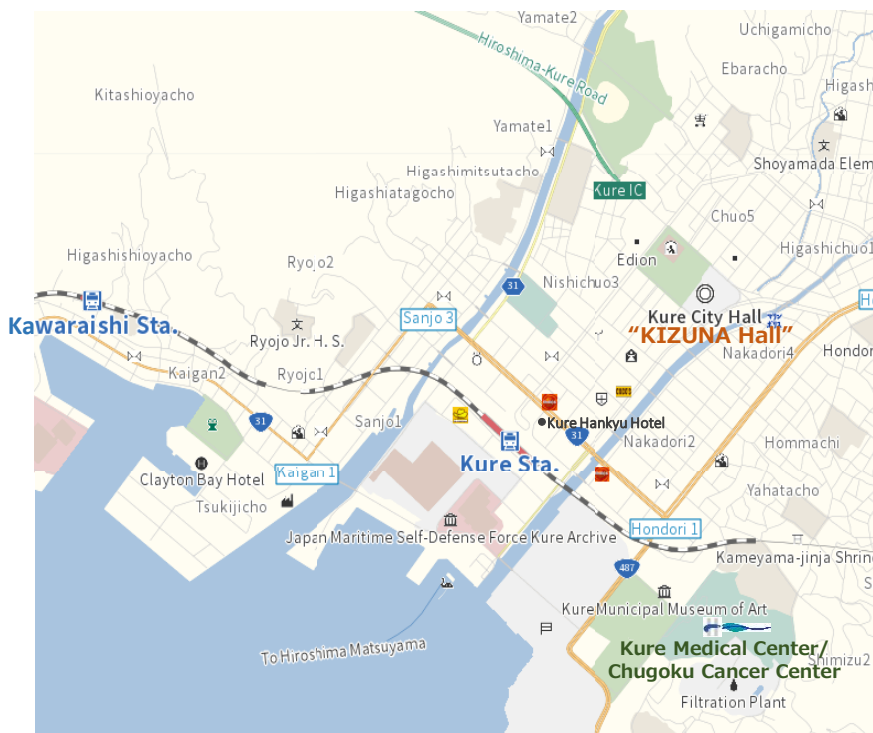 Yamate2
Uchigamicho
Hiroshima-Kure Road
Ebaracho
Kitashioyacho
Higash
Yamate1
文
Shoyamada Elem
Higashimitsutacho
Kure IC
Higashiatagocho
Chuo5
Higashichuo1
Higashishioyacho
Ryojo2
Edion
Nishichuo3
31
Kawaraishi Sta.
Sanjo 3
Kure City Hall
Ho
文
"KIZUNA Hall"
Ryojo Jr. H. S.
Nakadori4
Hondor
Kaigan2
Ryojo1
31
Sanjo1
Kure Hankyu Hotel
31
Nakadori2
Hommachi
Kure Sta.
Kaigan 1
Clayton Bay Hotel
Yahatacho
Tsukijicho
Hondori 1
Japan Maritime Self-Defense Force Kure Archive
Kameyama-jinja Shrine
487
KureMunicipal Museum of Art
To Hiroshima Matsuyama
Kure Medical Center/
Chugoku Cancer Center
Shimizu2
Filtration Plant